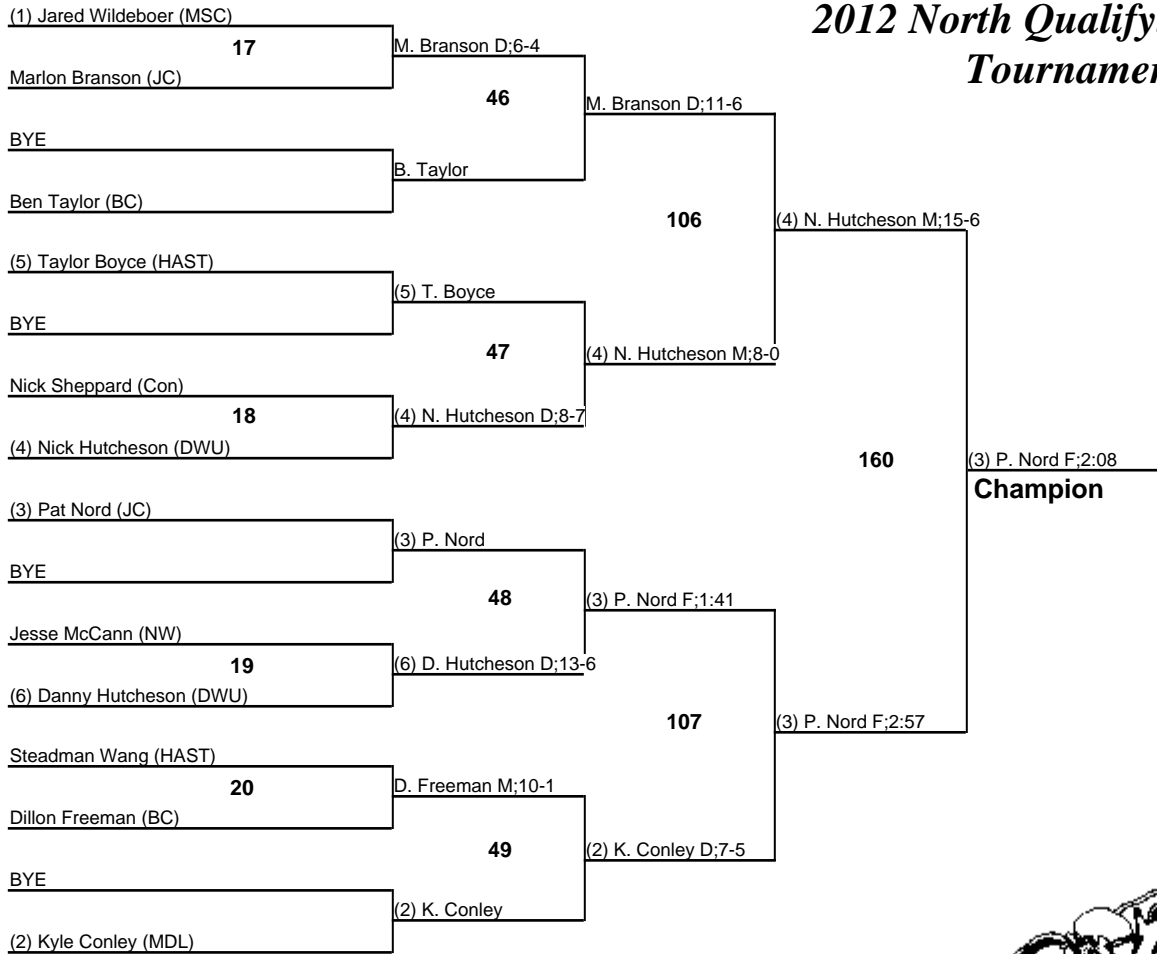 2012 North Qualify
Tournamen
(1) Jared Wildeboer (MSC)
17
Marlon Branson (JC)
M. Branson D;6-4
46
BYE
Ben Taylor (BC)
B. Taylor
M. Branson D;11-6
106
(5) Taylor Boyce (HAST)
BYE
(5) T. Boyce
47
Nick Sheppard (Con)
18
(4) Nick Hutcheson (DWU)
(4) N. Hutcheson D;8-7
(4) N. Hutcheson M;8-0
(4) N. Hutcheson M;15-6
160
(3) P. Nord F;2:08
Champion
(3) Pat Nord (JC)
BYE
(3) P. Nord
48
Jesse McCann (NW)
19
(6) Danny Hutcheson (DWU)
(6) D. Hutcheson D;13-6
(3) P. Nord F;1:41
107
(3) P. Nord F;2:57
Steadman Wang (HAST)
20
Dillon Freeman (BC)
D. Freeman M;10-1
49
BYE
(2) Kyle Conley (MDL)
(2) K. Conley
(2) K. Conley D;7-5